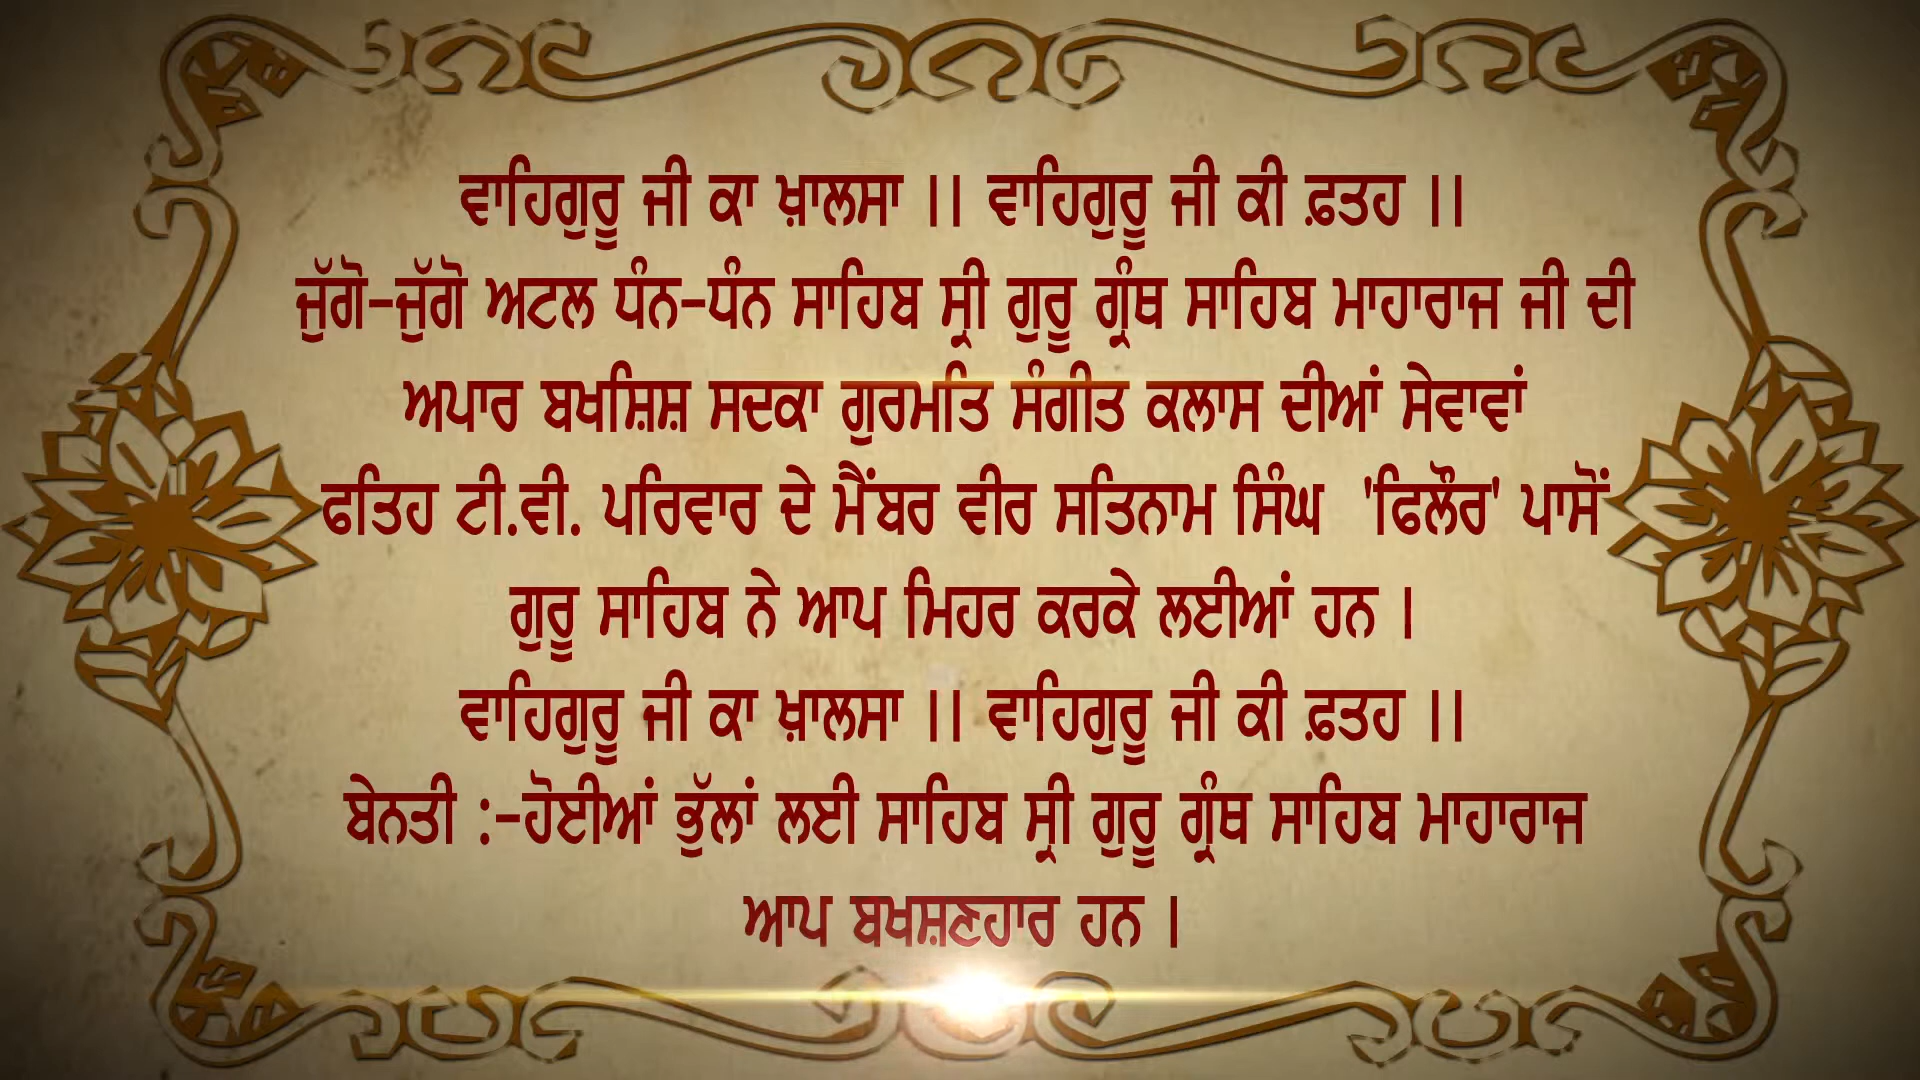 ਵਾਹਿਗੁਰੂ ਜੀ ਕਾ ਖ਼ਾਲਸਾ ।। ਵਾਹਿਗੁਰੂ ਜੀ ਕੀ ਫ਼ਤਹ ।।
ਜੁੱਗੋ-ਜੁੱਗੋ ਅਟਲ ਧੰਨ-ਧੰਨ ਸਾਹਿਬ ਸ੍ਰੀ ਗੁਰੂ ਗ੍ਰੰਥ ਸਾਹਿਬ ਮਾਹਾਰਾਜ ਜੀ ਦੀ
ਅਪਾਰ ਬਖਸ਼ਿਸ਼ ਸਦਕਾ ਗੁਰਮਤਿ ਸੰਗੀਤ ਕਲਾਸ ਦੀਆਂ ਸੇਵਾਵਾਂ
ਫਤਿਹ ਟੀ.ਵੀ. ਪਰਿਵਾਰ ਦੇ ਮੈਂਬਰ ਵੀਰ ਸਤਿਨਾਮ ਸਿੰਘ 'ਫਿਲੌਰ' ਪਾਸੋਂ
ਗੁਰੂ ਸਾਹਿਬ ਨੇ ਆਪ ਮਿਹਰ ਕਰਕੇ ਲਈਆਂ ਹਨ ।
ਵਾਹਿਗੁਰੂ ਜੀ ਕਾ ਖ਼ਾਲਸਾ ।। ਵਾਹਿਗੁਰੂ ਜੀ ਕੀ ਫ਼ਤਹ ।।
ਬੇਨਤੀ :-ਹੋਈਆਂ ਭੁੱਲਾਂ ਲਈ ਸਾਹਿਬ ਸ੍ਰੀ ਗੁਰੂ ਗ੍ਰੰਥ ਸਾਹਿਬ ਮਾਹਾਰਾਜ
ਆਪ ਬਖਸ਼ਣਹਾਰ ਹਨ ।